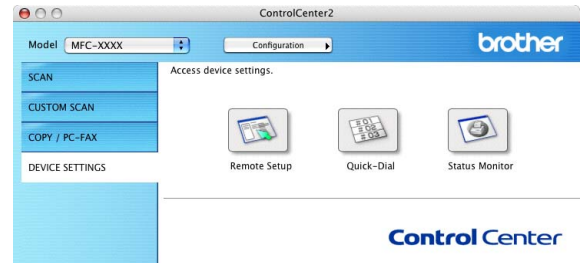 ControlCenter2
Model MFC-XXXX Configuration brother
SCAN
CUSTOM SCAN
COPY / PC-FAX
DEVICE SETTINGS
Access device settings.
Remote Setup Quick-Dial Status Monitor
Control Center